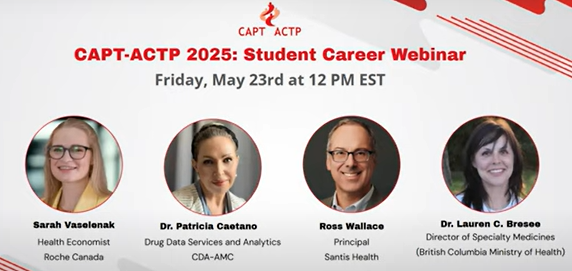 CAPT ACTP
CAPT-ACTP 2025: Student Career Webinar
Friday, May 23rd at 12 PM EST
Sarah Vaselenak
Health Economist
Roche Canada
Dr. Patricia Caetano
Drug Data Services and Analytics
CDA-AMC
Ross Wallace
Principal
Santis Health
Dr. Lauren C. Bresee
Director of Specialty Medicines
(British Columbia Ministry of Health)